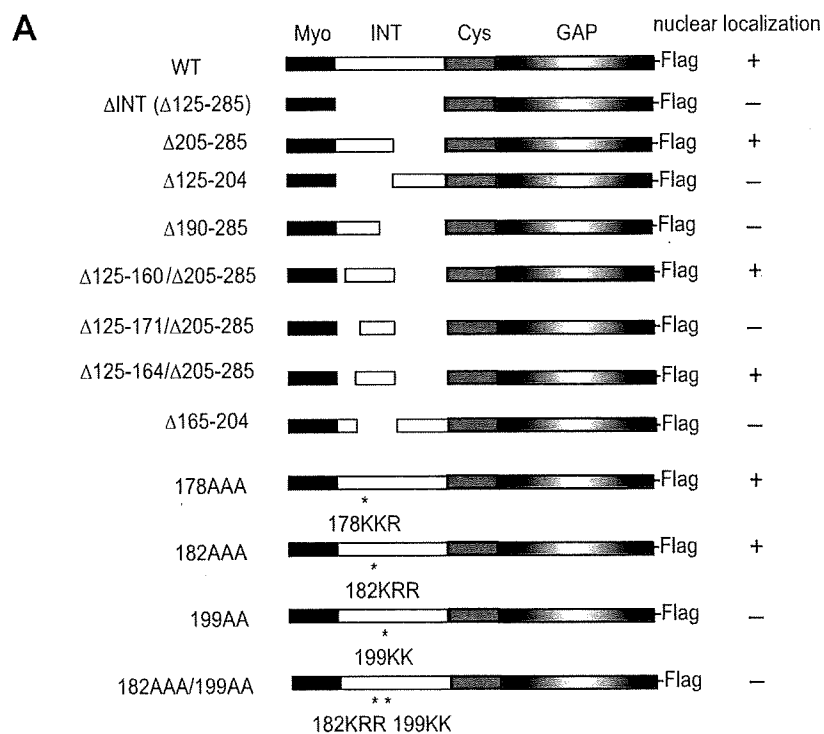 A
Myo INT Cys GAP nuclear localization
WT -Flag +
ΔINT (Δ125-285) -Flag –
Δ205-285 -Flag +
Δ125-204 -Flag –
Δ190-285 -Flag –
Δ125-160/Δ205-285 -Flag +
Δ125-171/Δ205-285 -Flag –
Δ125-164/Δ205-285 -Flag +
Δ165-204 -Flag –
178AAA -Flag +
*
178KKR
182AAA -Flag +
*
182KRR
199AA -Flag –
*
199KK
182AAA/199AA -Flag –
* *
182KRR 199KK